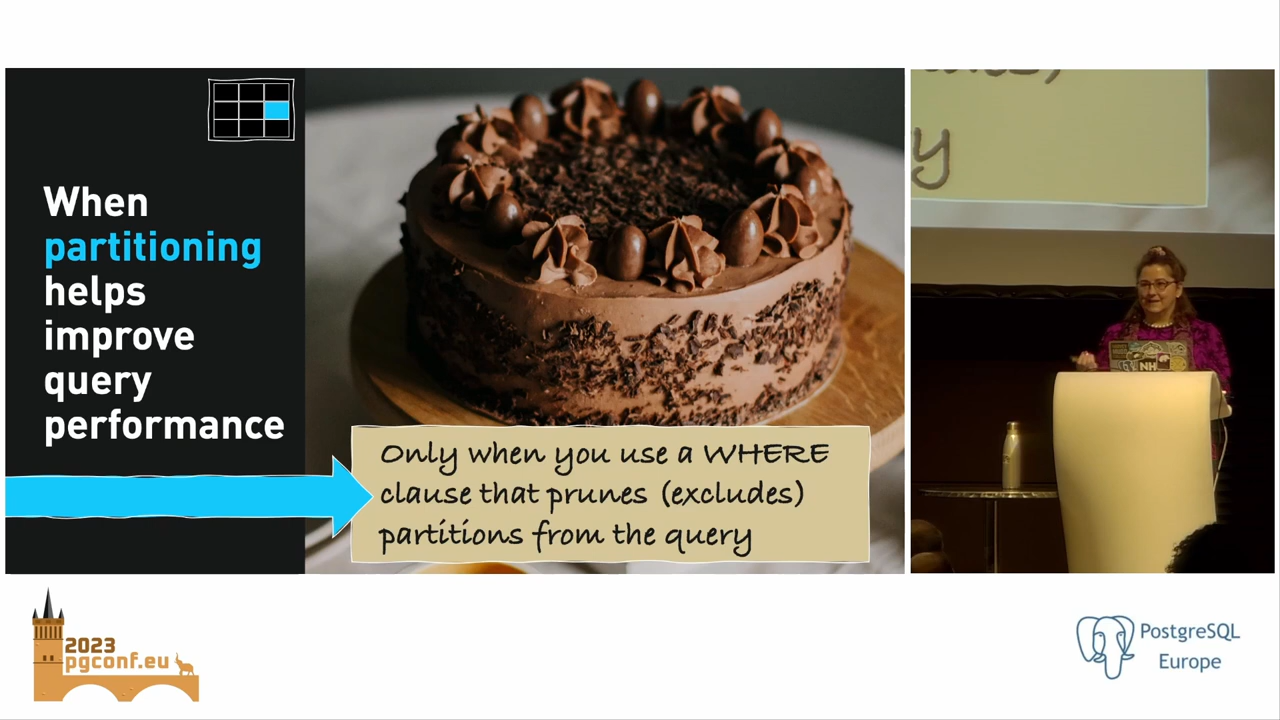 When
partitioning
helps
improve
query
performance
Only when you use a WHERE
clause that prunes (excludes)
partitions from the query
y
NH
2023
pgconf.eu
PostgreSQL
Europe